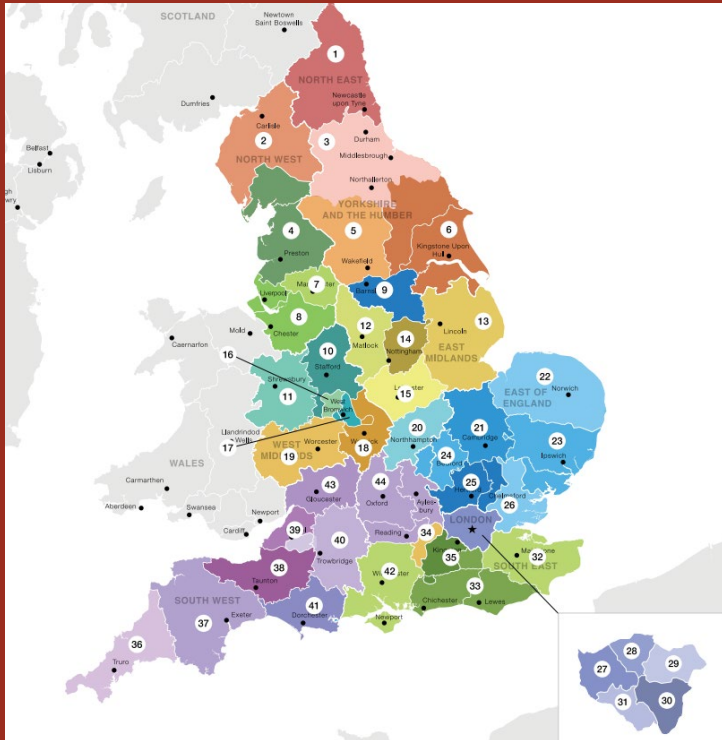 SCOTLAND
Newtown
Saint Boswells
1
NORTH EAST
Newcastle
upon Tyne
Dumfries
Carlisle
2
NORTH WEST
3
Durham
Middlesbrough
Northallerton
Belfast
Lisburn
YORKSHIRE
AND THE HUMBER
4
5
6
Preston
Wakefield
Kingstone Upon
Hull
7
9
8
Chester
13
Lincoln
12
Matlock
14
Nottingham
EAST
MIDLANDS
Mold
Caernarfon
16
10
Stafford
Shrewsbury
11
15
West
Bromwich
22
Norwich
EAST OF
ENGLAND
Llandrindod
Wells
17
WEST
MIDLANDS
Worcester
19
18
20
Northampton
21
23
Ipswich
24
25
26
WALES
Carmarthen
Aberdeen
Swansea
Newport
Cardiff
43
Gloucester
44
Oxford
Ayles-
bury
LONDON
39
40
Trowbridge
Reading
34
35
32
SOUTH EAST
38
Taunton
42
33
Chichester
Lewes
Newport
SOUTH WEST
37
Exeter
41
Dorchester
36
Truro
27
28
29
30
31